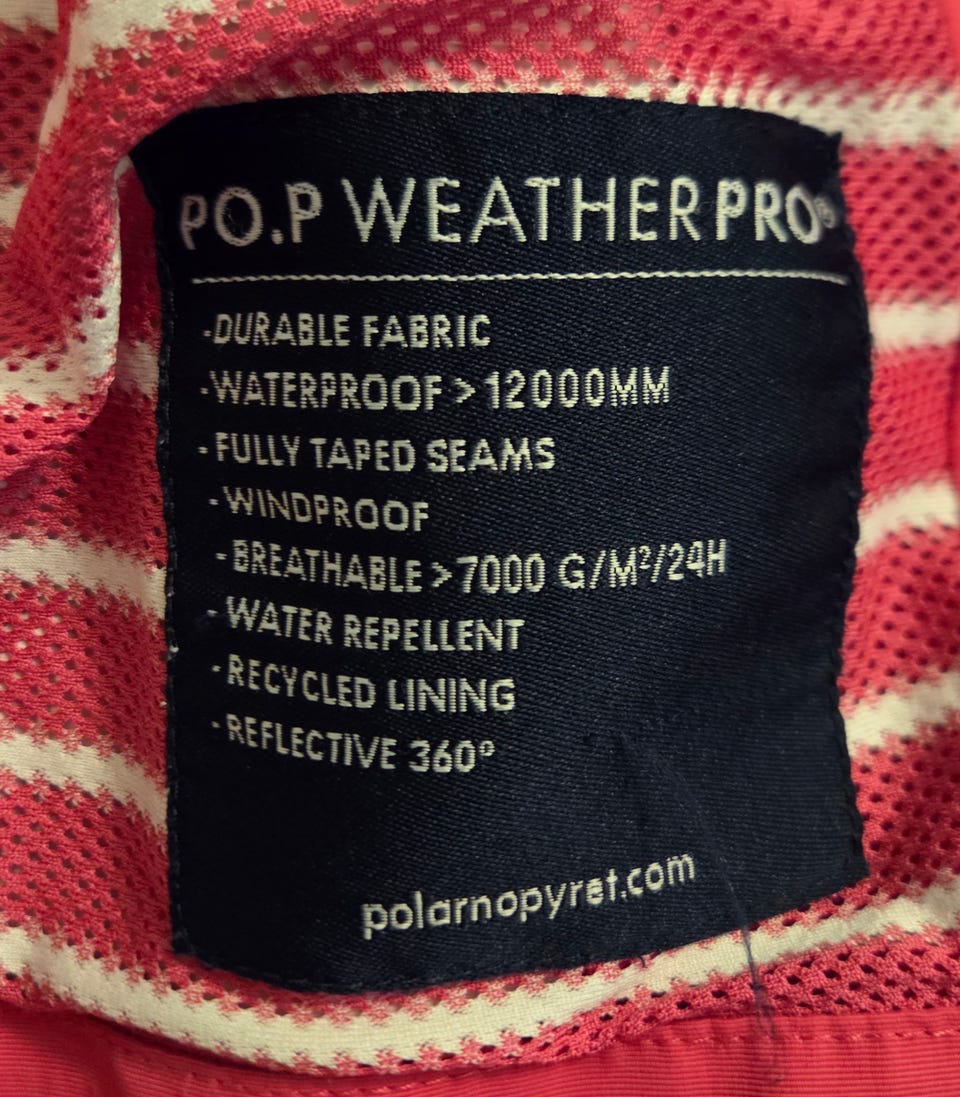 PO.P WEATHERPRO®
-DURABLE FABRIC
-WATERPROOF > 12000MM
-FULLY TAPED SEAMS
-WINDPROOF
-BREATHABLE > 7000 G/M²/24H
-WATER REPELLENT
-RECYCLED LINING
-REFLECTIVE 360°
polarnopyret.com